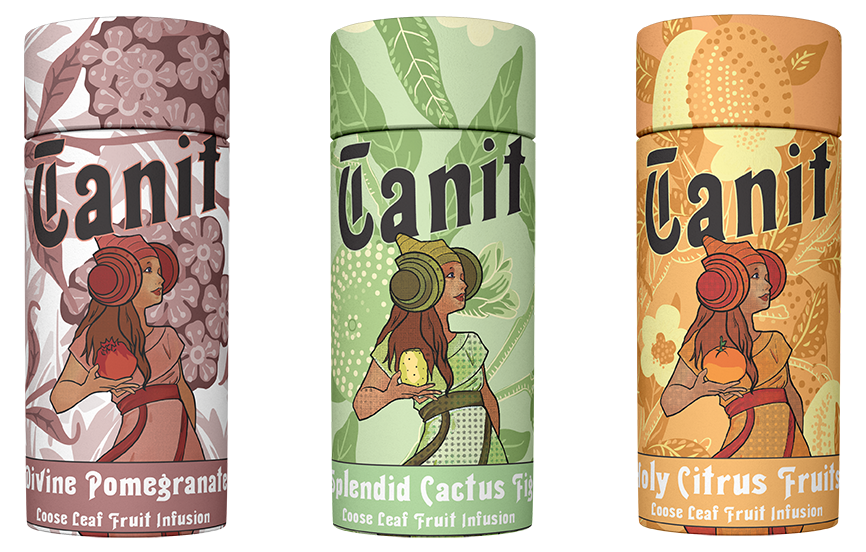 Tanit
Divine Pomegranate
Loose Leaf Fruit Infusion
Tanit
Splendid Cactus Fig
Loose Leaf Fruit Infusion
Tanit
Holy Citrus Fruits
Loose Leaf Fruit Infusion